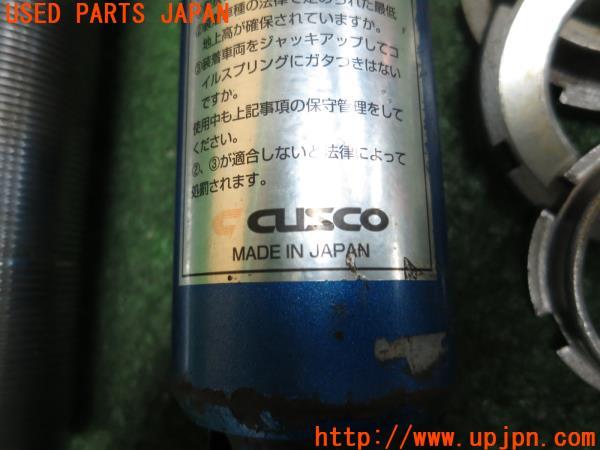 USED PARTS JAPAN
地上高が確保されていますか。
③装着車両をジャッキアップしてコ
イルスプリングにガタつきはない
ですか。
使用中も上記事項の保守管理をして
ください。
②、③が適合しないと法律によって
処罰されます。
CUSCO
MADE IN JAPAN
http://www.upjpn.com/